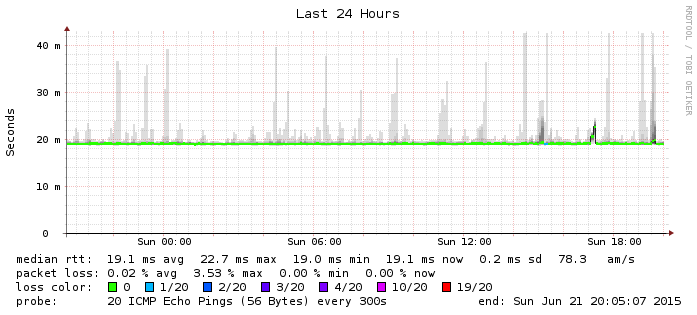 Last 24 Hours
RRDTOOL / TOBI OETIKER
Seconds
40 m
30 m
20 m
10 m
0
Sun 00:00 Sun 06:00 Sun 12:00 Sun 18:00
median rtt: 19.1 ms avg 22.7 ms max 19.0 ms min 19.1 ms now 0.2 ms sd 78.3 am/s
packet loss: 0.02 % avg 3.53 % max 0.00 % min 0.00 % now
loss color: 0 1/20 2/20 3/20 4/20 10/20 19/20
probe: 20 ICMP Echo Pings (56 Bytes) every 300s end: Sun Jun 21 20:05:07 2015